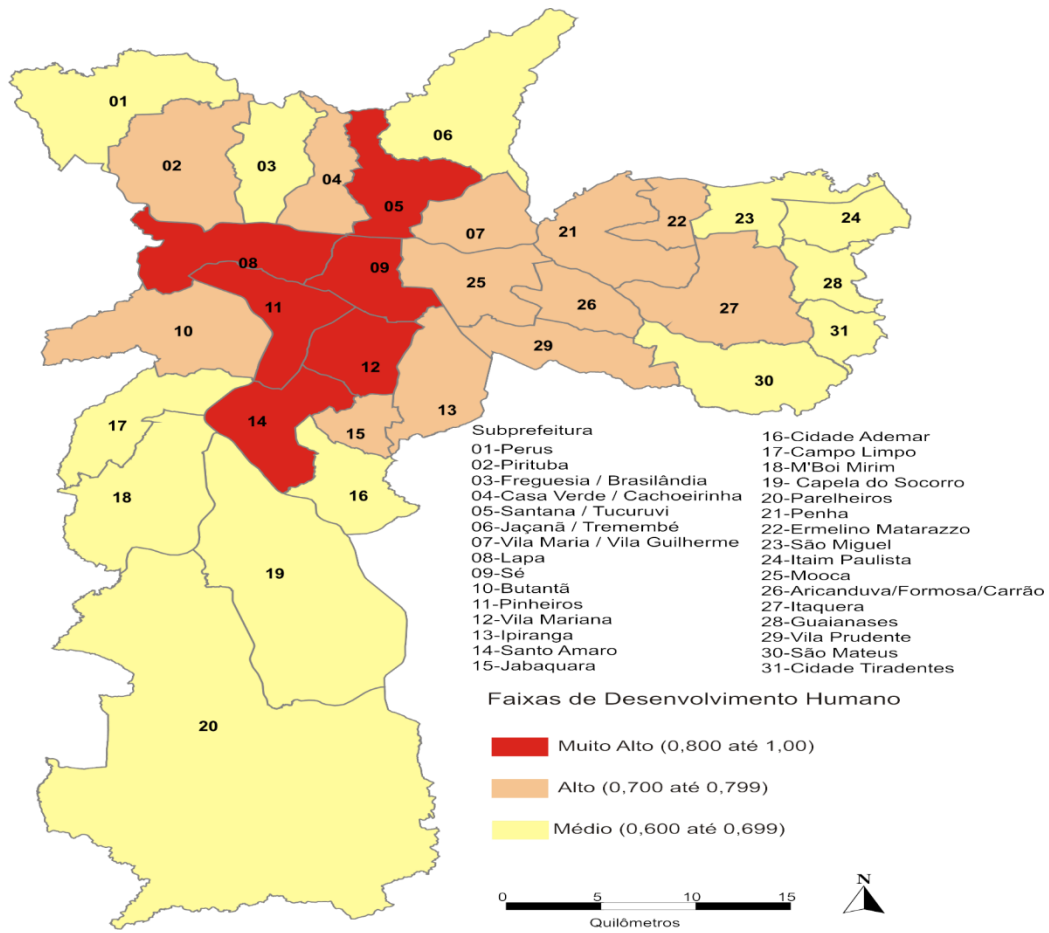 01
06
02
03
04
05
07
21
22
23
24
08
09
25
28
11
26
27
10
31
12
29
30
14
13
17
15
18
16
19
20
Subprefeitura
01-Perus
02-Pirituba
03-Freguesia / Brasilândia
04-Casa Verde / Cachoeirinha
05-Santana / Tucuruvi
06-Jaçanã / Tremembé
07-Vila Maria / Vila Guilherme
08-Lapa
09-Sé
10-Butantã
11-Pinheiros
12-Vila Mariana
13-Ipiranga
14-Santo Amaro
15-Jabaquara
16-Cidade Ademar
17-Campo Limpo
18-M'Boi Mirim
19- Capela do Socorro
20-Parelheiros
21-Penha
22-Ermelino Matarazzo
23-São Miguel
24-Itaim Paulista
25-Mooca
26-Aricanduva/Formosa/Carrão
27-Itaquera
28-Guaianases
29-Vila Prudente
30-São Mateus
31-Cidade Tiradentes
Faixas de Desenvolvimento Humano
Muito Alto (0,800 até 1,00)
Alto (0,700 até 0,799)
Médio (0,600 até 0,699)
N
0 5 10 15
Quilômetros